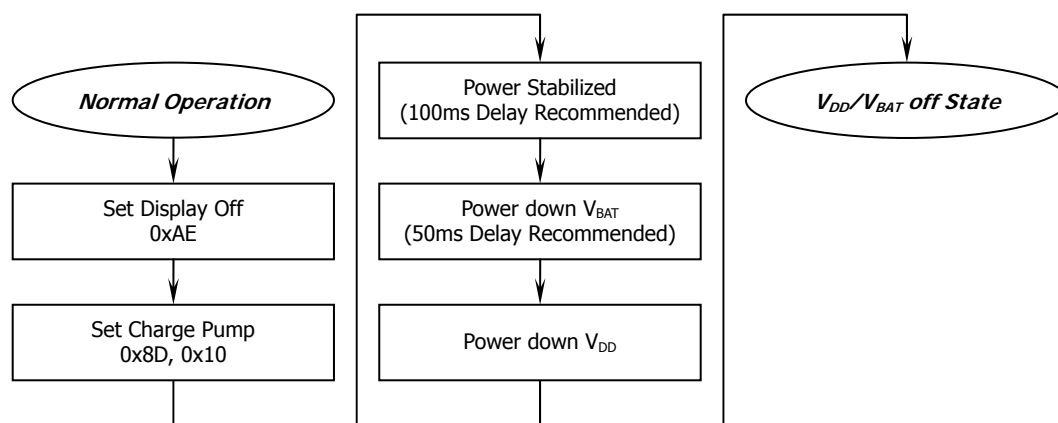 Normal Operation
Set Display Off
0xAE
Set Charge Pump
0x8D, 0x10
Power Stabilized
(100ms Delay Recommended)
Power down VBAT
(50ms Delay Recommended)
Power down VDD
VDD/VBAT off State